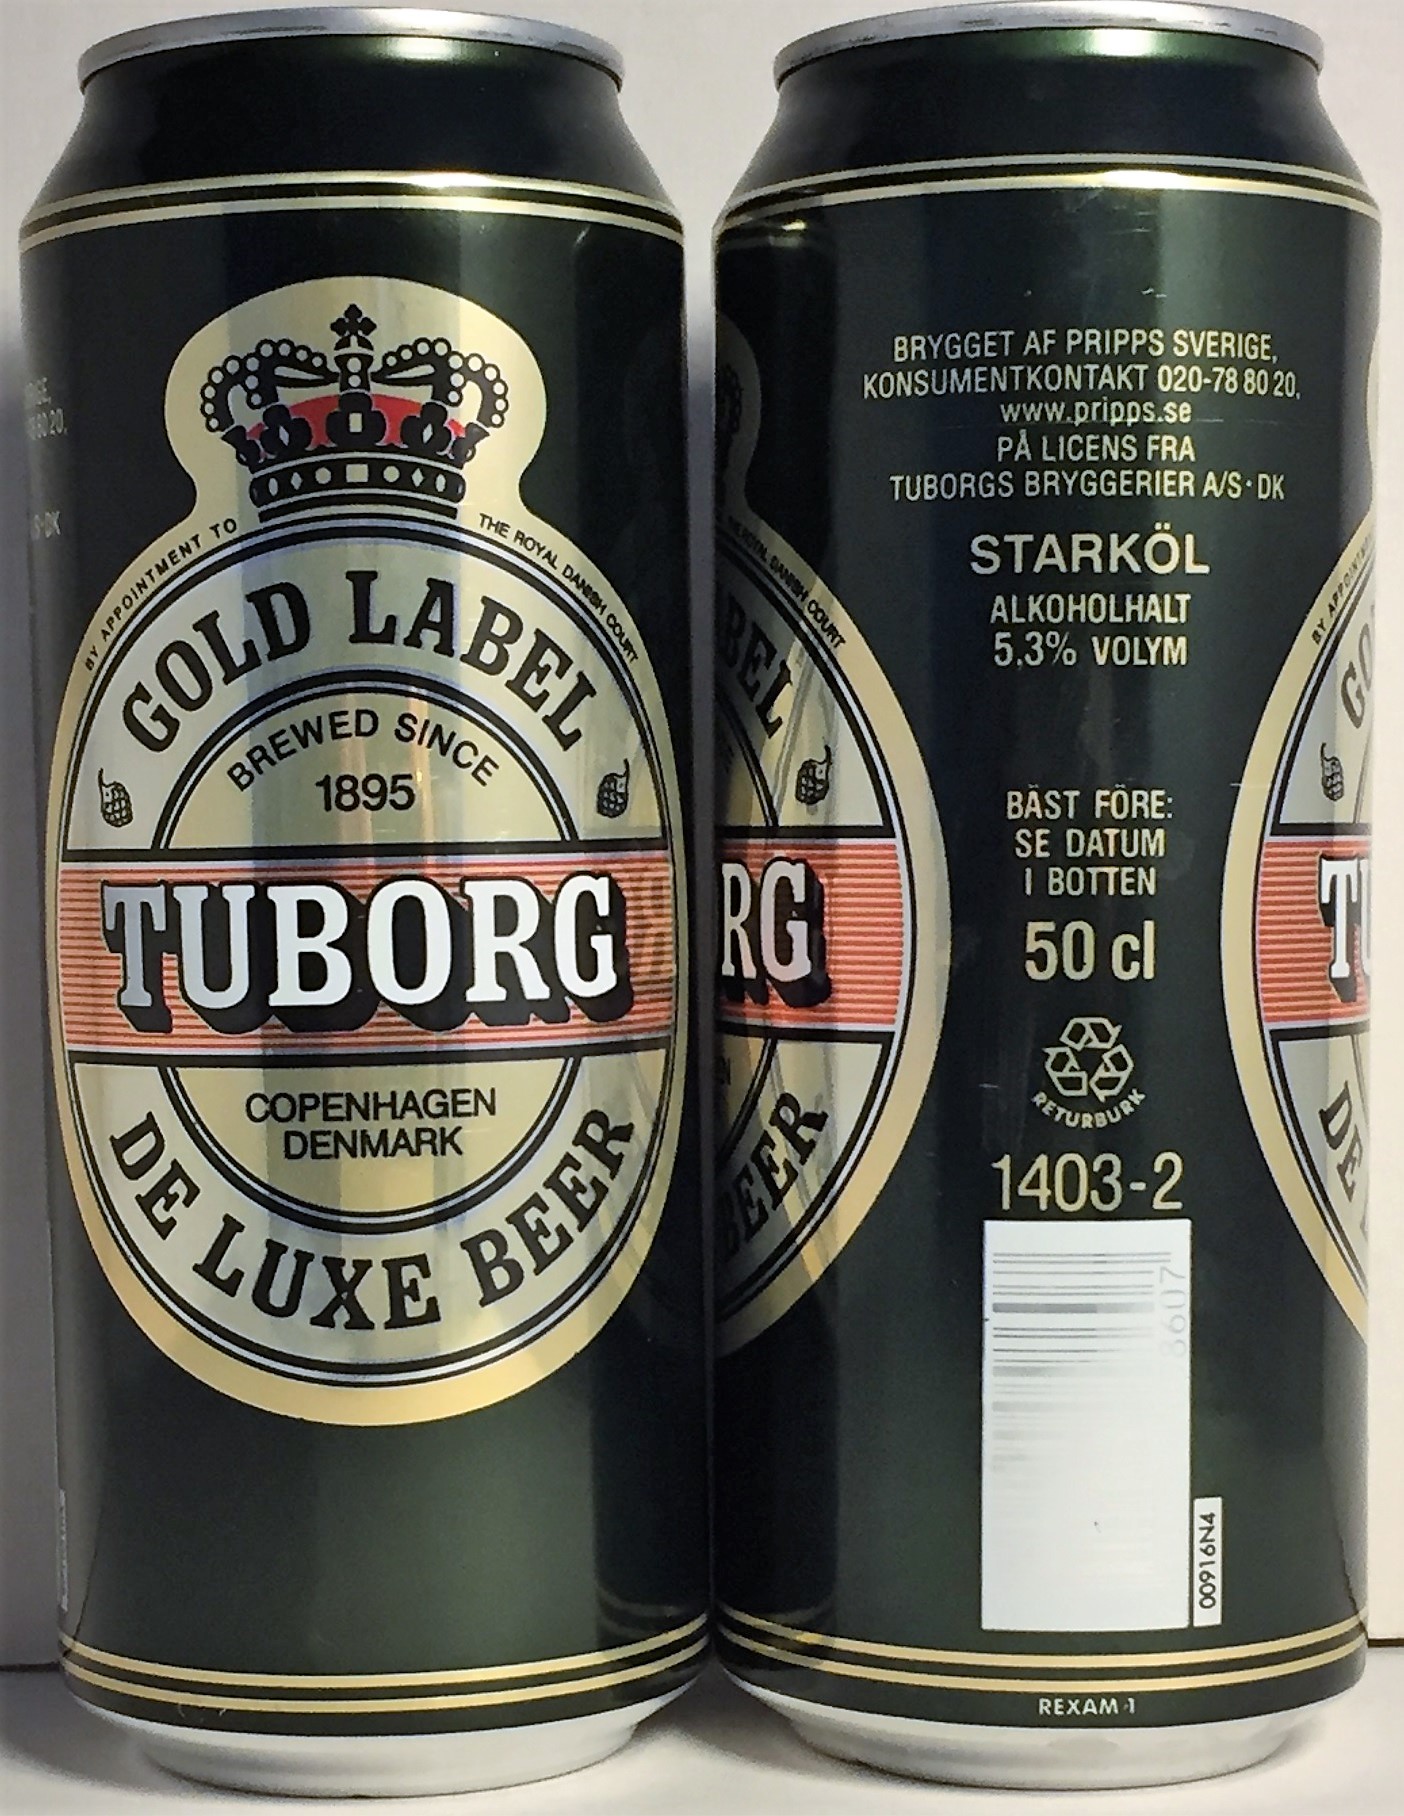 BY APPOINTMENT TO
THE ROYAL DANISH COURT
GOLD LABEL
BREWED SINCE
1895
TUBORG
COPENHAGEN
DENMARK
DE LUXE BEER
BRYGGET AF PRIPPS SVERIGE,
KONSUMENTKONTAKT 020-78 80 20,
www.pripps.se
PÅ LICENS FRA
TUBORGS BRYGGERIER A/S·DK
STARKÖL
ALKOHOLHALT
5,3% VOLYM
BÄST FÖRE:
SE DATUM
I BOTTEN
50 cl
RETURBURK
1403-2
00916N4
REXAM 1